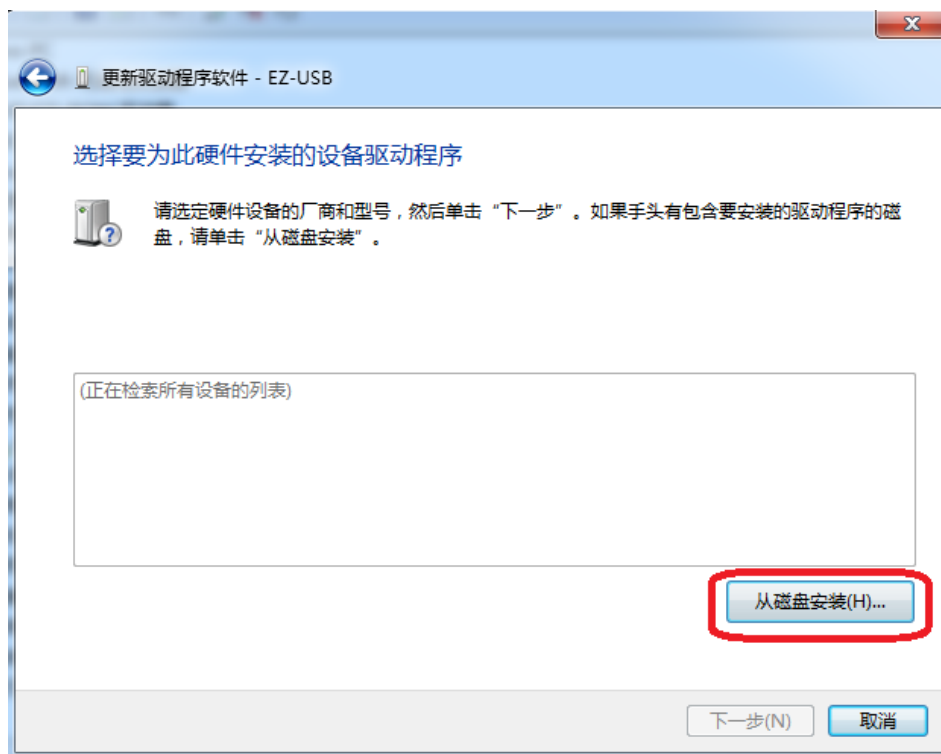 更新驱动程序软件 - EZ-USB
选择要为此硬件安装的设备驱动程序
请选定硬件设备的厂商和型号，然后单击“下一步”。如果手头有包含要安装的驱动程序的磁
盘，请单击“从磁盘安装”。
(正在检索所有设备的列表)
从磁盘安装(H)...
下一步(N)
取消